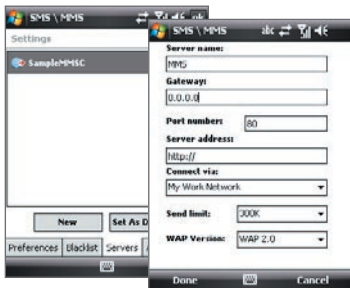 SMS \ MMS
Settings
SampleMMSC
New
Set As D
Preferences Blacklist Servers
SMS \ MMS abc
Server name:
MMS
Gateway:
0.0.0.0
Port number: 80
Server address:
http://
Connect via:
My Work Network
Send limit: 300K
WAP Version: WAP 2.0
Done Cancel